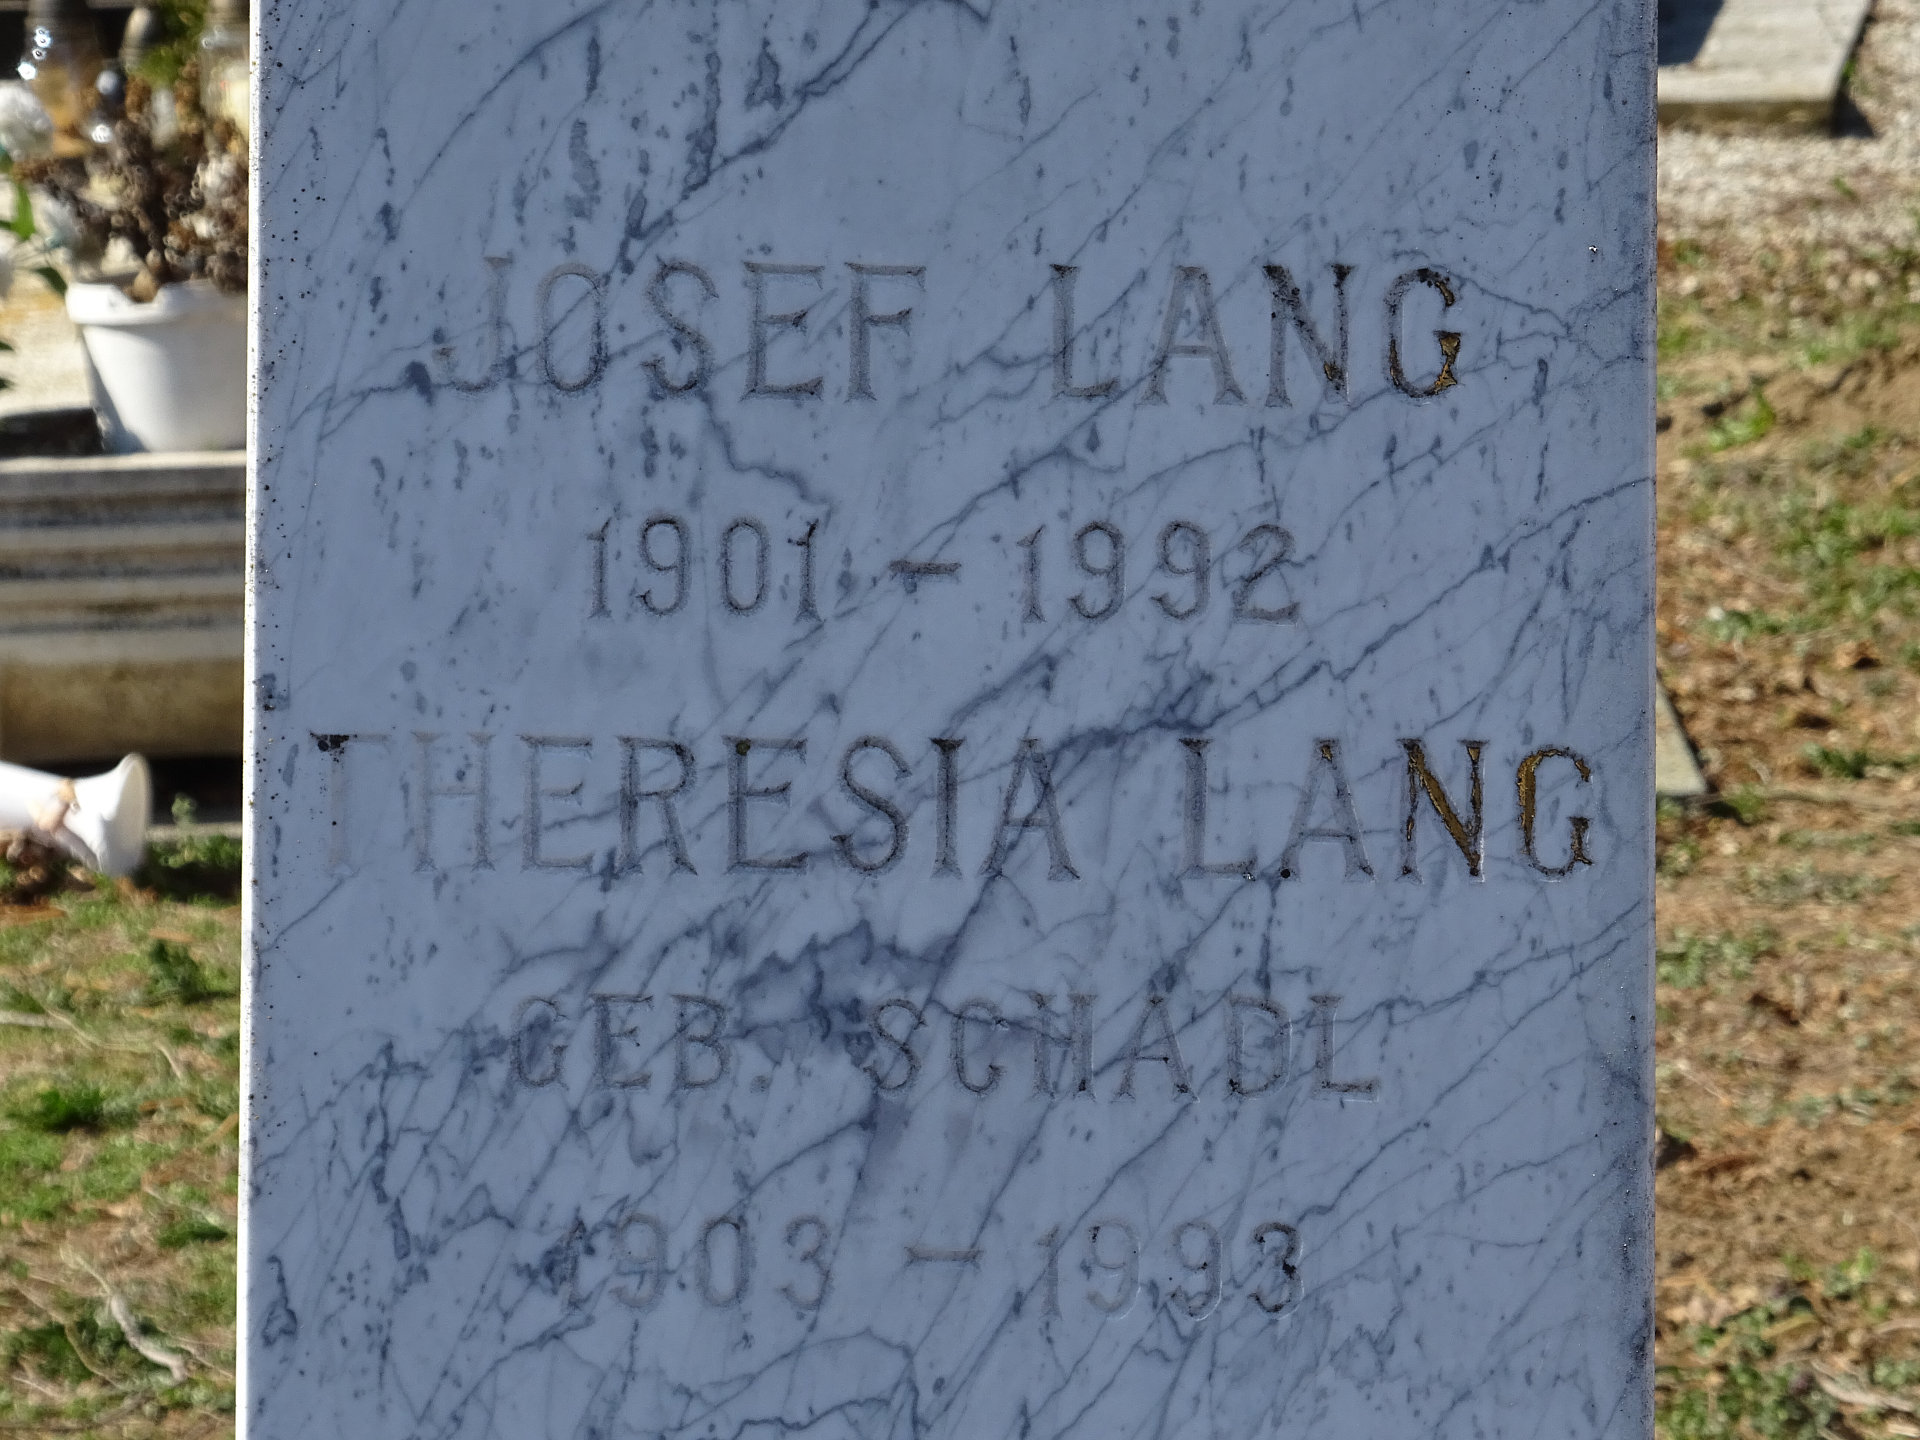 JOSEF LANG
1901 - 1992
THERESIA LANG
GEB. SCHADL
1903 - 1993